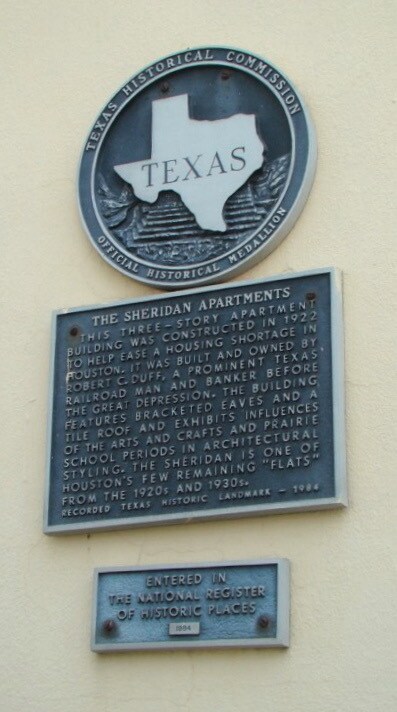 TEXAS HISTORICAL COMMISSION
TEXAS
OFFICIAL HISTORICAL MEDALLION
THE SHERIDAN APARTMENTS
THIS THREE-STORY APARTMENT
BUILDING WAS CONSTRUCTED IN 1922
TO HELP EASE A HOUSING SHORTAGE IN
HOUSTON. IT WAS BUILT AND OWNED BY
ROBERT C. DUFF, A PROMINENT TEXAS
RAILROAD MAN AND BANKER BEFORE
THE GREAT DEPRESSION. THE BUILDING
FEATURES BRACKETED EAVES AND A
TILE ROOF AND EXHIBITS INFLUENCES
OF THE ARTS AND CRAFTS AND PRAIRIE
SCHOOL PERIODS IN ARCHITECTURAL
STYLING. THE SHERIDAN IS ONE OF
HOUSTON'S FEW REMAINING "FLATS"
FROM THE 1920s AND 1930s.
RECORDED TEXAS HISTORIC LANDMARK - 1984
ENTERED IN
THE NATIONAL REGISTER
OF HISTORIC PLACES